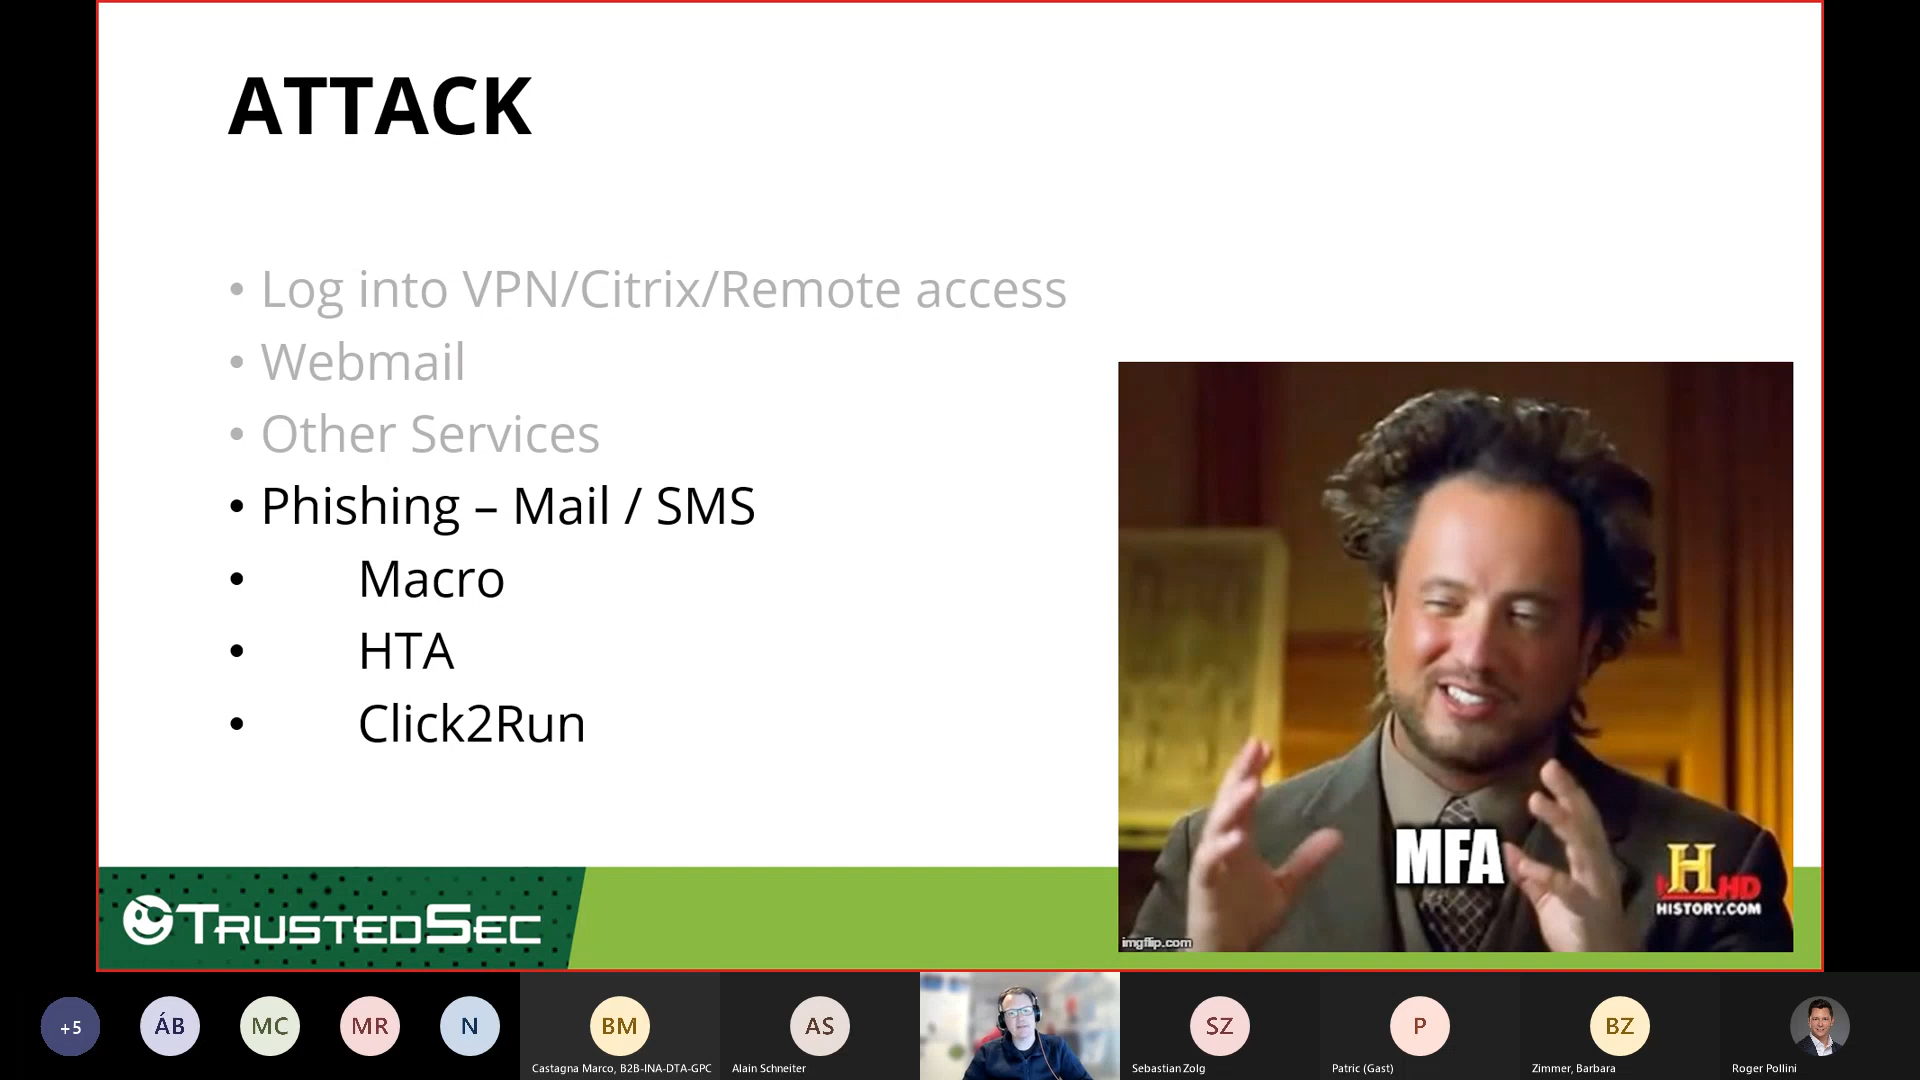 ATTACK
• Log into VPN/Citrix/Remote access
• Webmail
• Other Services
• Phishing – Mail / SMS
• Macro
• HTA
• Click2Run
MFA
H HD
HISTORY.COM
imgflip.com
TRUSTEDSEC
+5
ÁB
MC
MR
N
BM
AS
SZ
P
BZ
Castagna Marco, B2B-INA-DTA-GPC
Alain Schneiter
Sebastian Zolg
Patric (Gast)
Zimmer, Barbara
Roger Pollini